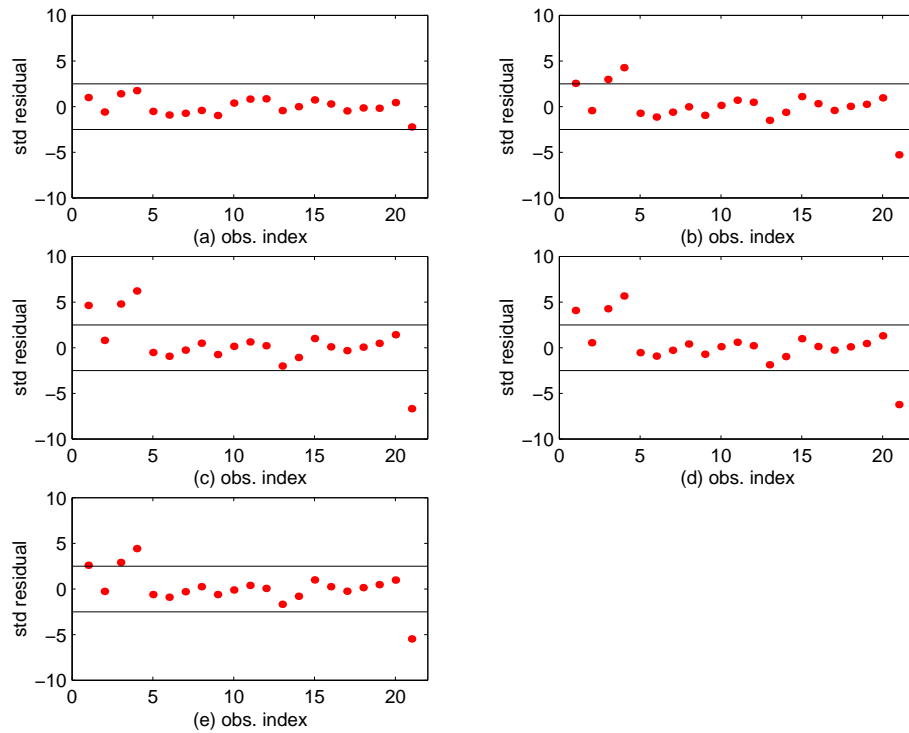 10
5
0
−5
−10
std residual
0 5 10 15 20
(a) obs. index
10
5
0
−5
−10
std residual
0 5 10 15 20
(b) obs. index
10
5
0
−5
−10
std residual
0 5 10 15 20
(c) obs. index
10
5
0
−5
−10
std residual
0 5 10 15 20
(d) obs. index
10
5
0
−5
−10
std residual
0 5 10 15 20
(e) obs. index